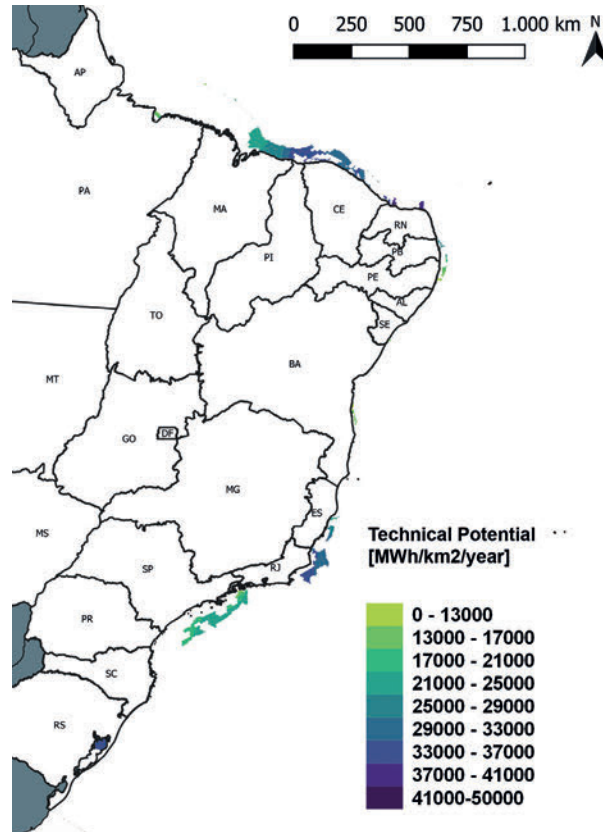 0 250 500 750 1.000 km
N
AP
PA
MA
CE
RN
PB
PI
PE
AL
SE
TO
BA
MT
GO
DF
MG
MS
ES
SP
RJ
PR
SC
RS
Technical Potential
[MWh/km2/year]
0 - 13000
13000 - 17000
17000 - 21000
21000 - 25000
25000 - 29000
29000 - 33000
33000 - 37000
37000 - 41000
41000-50000